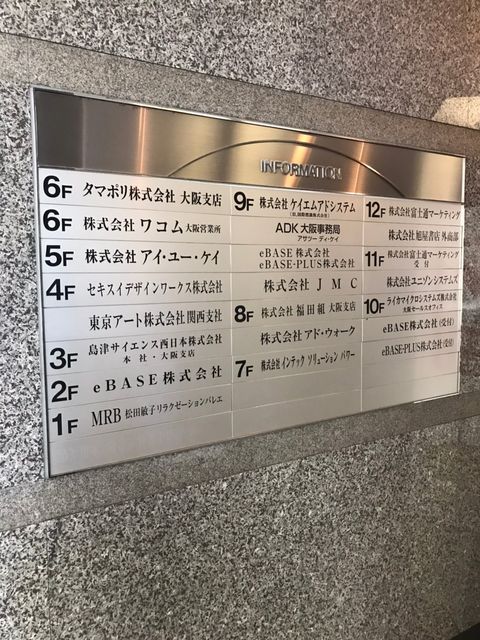 INFORMATION
6F タマポリ株式会社 大阪支店
6F 株式会社 ワコム 大阪営業所
5F 株式会社 アイ・ユー・ケイ
4F セキスイデザインワークス株式会社
東京アート株式会社 関西支社
3F 島津サイエンス西日本株式会社
本社・大阪支店
2F eBASE 株式会社
1F MRB 松田敏子リラクゼーションバレエ
9F 株式会社 ケイエムアドシステム
ADK 大阪事務局
アサツー ディ・ケイ
eBASE 株式会社
eBASE-PLUS株式会社
株式会社 JMC
8F 株式会社 福田組 大阪支店
株式会社 アド・ウォーク
7F 株式会社 インテック ソリューション パワー
12F 株式会社 富士通マーケティング
株式会社 旭屋書店 外商部
11F 株式会社 富士通マーケティング
受付
株式会社 ユニソンシステムズ
10F ライカマイクロシステムズ株式会社
大阪セールスオフィス
eBASE株式会社(受付)
eBASE-PLUS株式会社(受付)